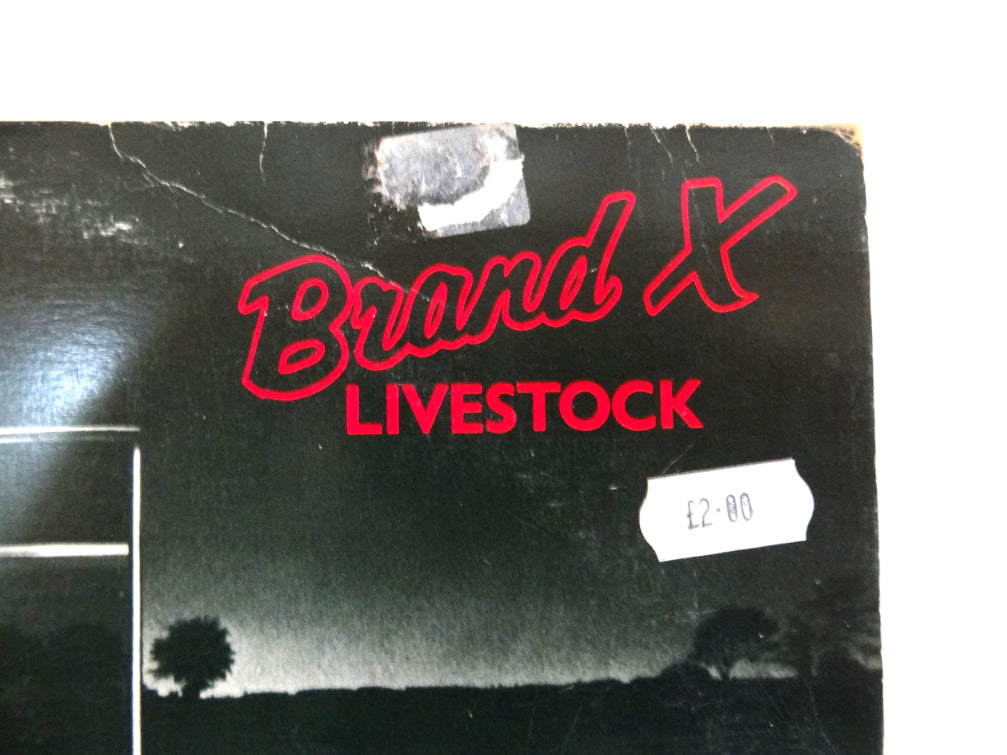 Brand X
LIVESTOCK
£2.00